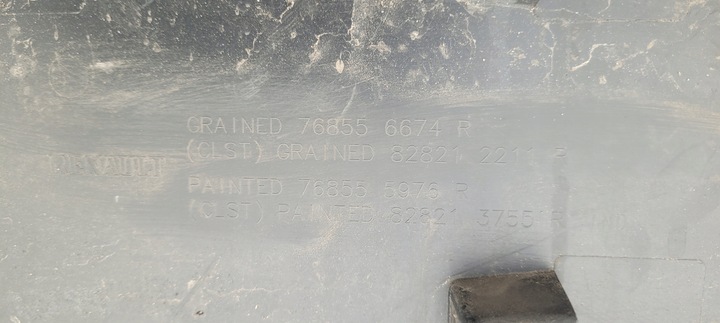 GRAINED 76855 6674 R
(CLST) GRAINED 82821 2211 R
PAINTED 76855 5976 R
(CLST) PAINTED 82821 3755 R